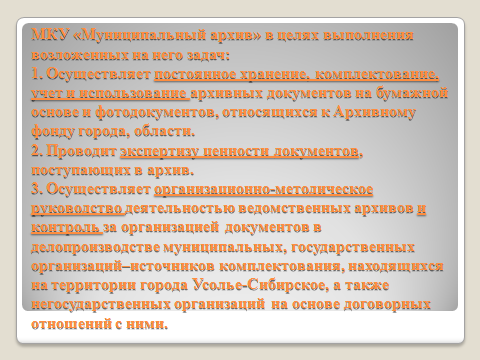 МКУ «Муниципальный архив» в целях выполнения
возложенных на него задач:
1. Осуществляет постоянное хранение, комплектование,
учет и использование архивных документов на бумажной
основе и фотодокументов, относящихся к Архивному
фонду города, области.
2. Проводит экспертизу ценности документов,
поступающих в архив.
3. Осуществляет организационно-методическое
руководство деятельностью ведомственных архивов и
контроль за организацией документов в
делопроизводстве муниципальных, государственных
организаций–источников комплектования, находящихся
на территории города Усолье-Сибирское, а также
негосударственных организаций на основе договорных
отношений с ними.